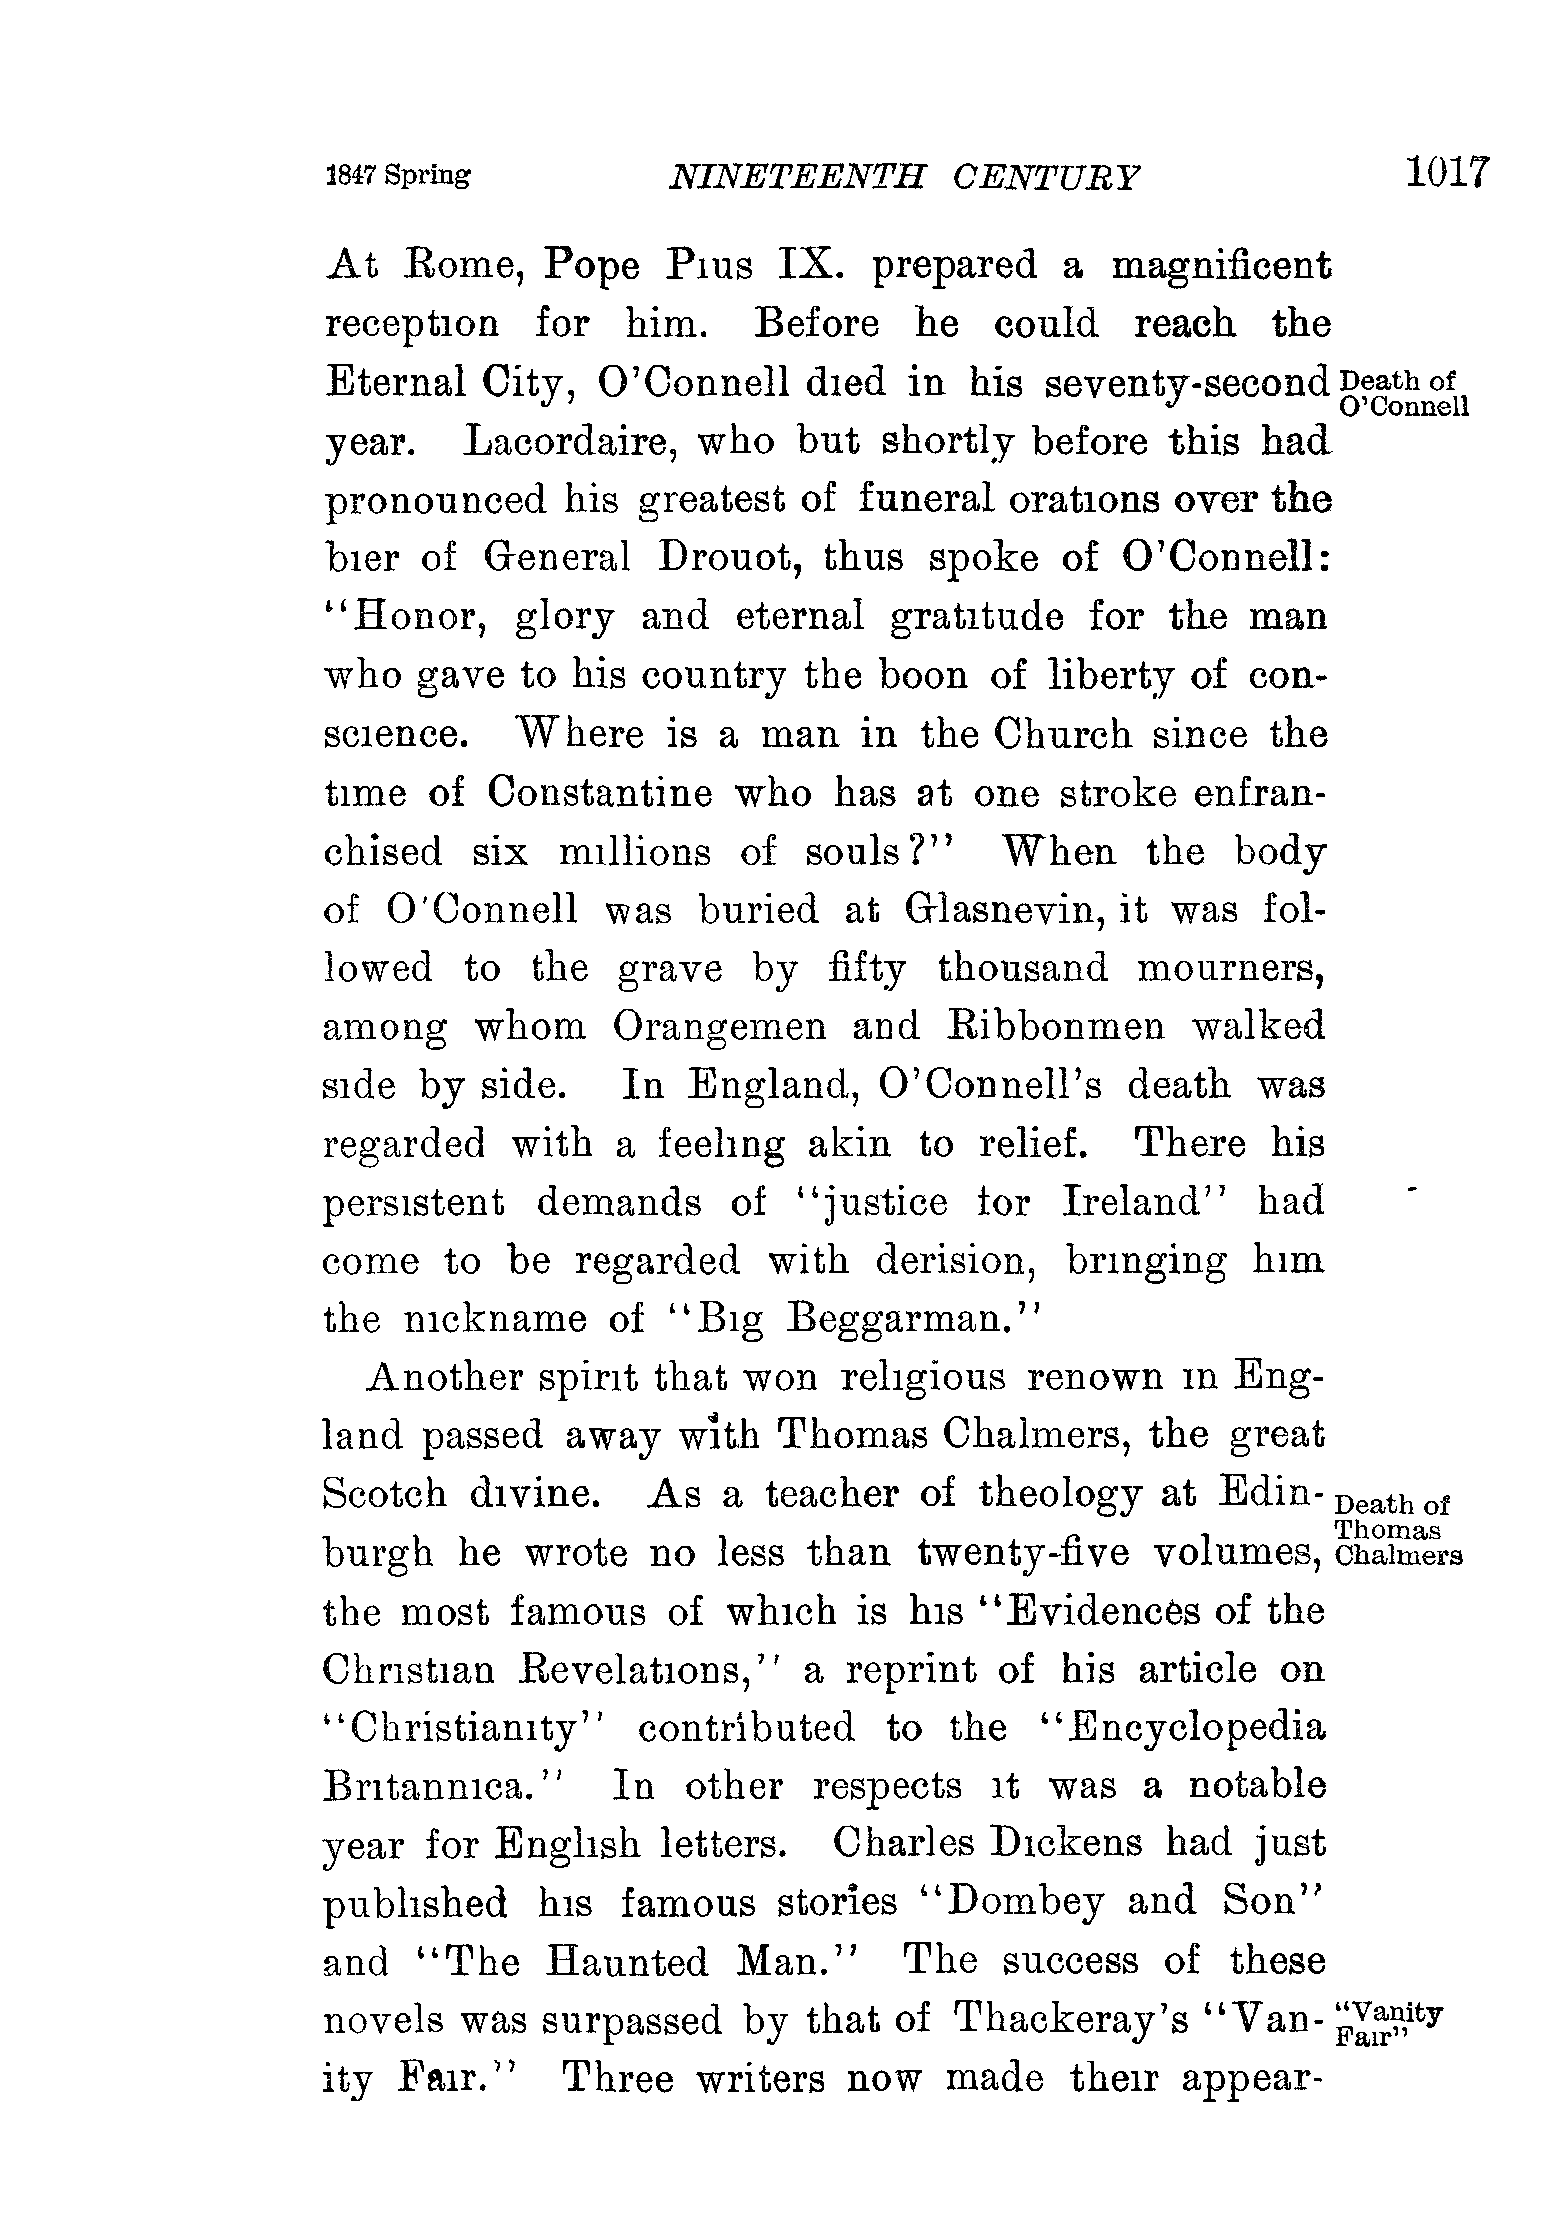 1847 Spring NINETEENTH CENTURY 1017
At Rome, Pope Pius IX. prepared a magnificent
reception for him. Before he could reach the
Eternal City, O'Connell died in his seventy-second
Death of
O'Connell
year. Lacordaire, who but shortly before this had
pronounced his greatest of funeral orations over the
bier of General Drouot, thus spoke of O'Connell:
"Honor, glory and eternal gratitude for the man
who gave to his country the boon of liberty of con-
science. Where is a man in the Church since the
time of Constantine who has at one stroke enfran-
chised six millions of souls?" When the body
of O'Connell was buried at Glasnevin, it was fol-
lowed to the grave by fifty thousand mourners,
among whom Orangemen and Ribbonmen walked
side by side. In England, O'Connell's death was
regarded with a feeling akin to relief. There his
persistent demands of "justice for Ireland" had
come to be regarded with derision, bringing him
the nickname of "Big Beggarman."
Another spirit that won religious renown in Eng-
land passed away with Thomas Chalmers, the great
Scotch divine. As a teacher of theology at Edin-
Death of
Thomas
Chalmers
burgh he wrote no less than twenty-five volumes,
the most famous of which is his "Evidences of the
Christian Revelations," a reprint of his article on
"Christianity" contributed to the "Encyclopedia
Britannica." In other respects it was a notable
year for English letters. Charles Dickens had just
published his famous stories "Dombey and Son"
and "The Haunted Man." The success of these
novels was surpassed by that of Thackeray's "Van-
"Vanity
Fair"
ity Fair." Three writers now made their appear-